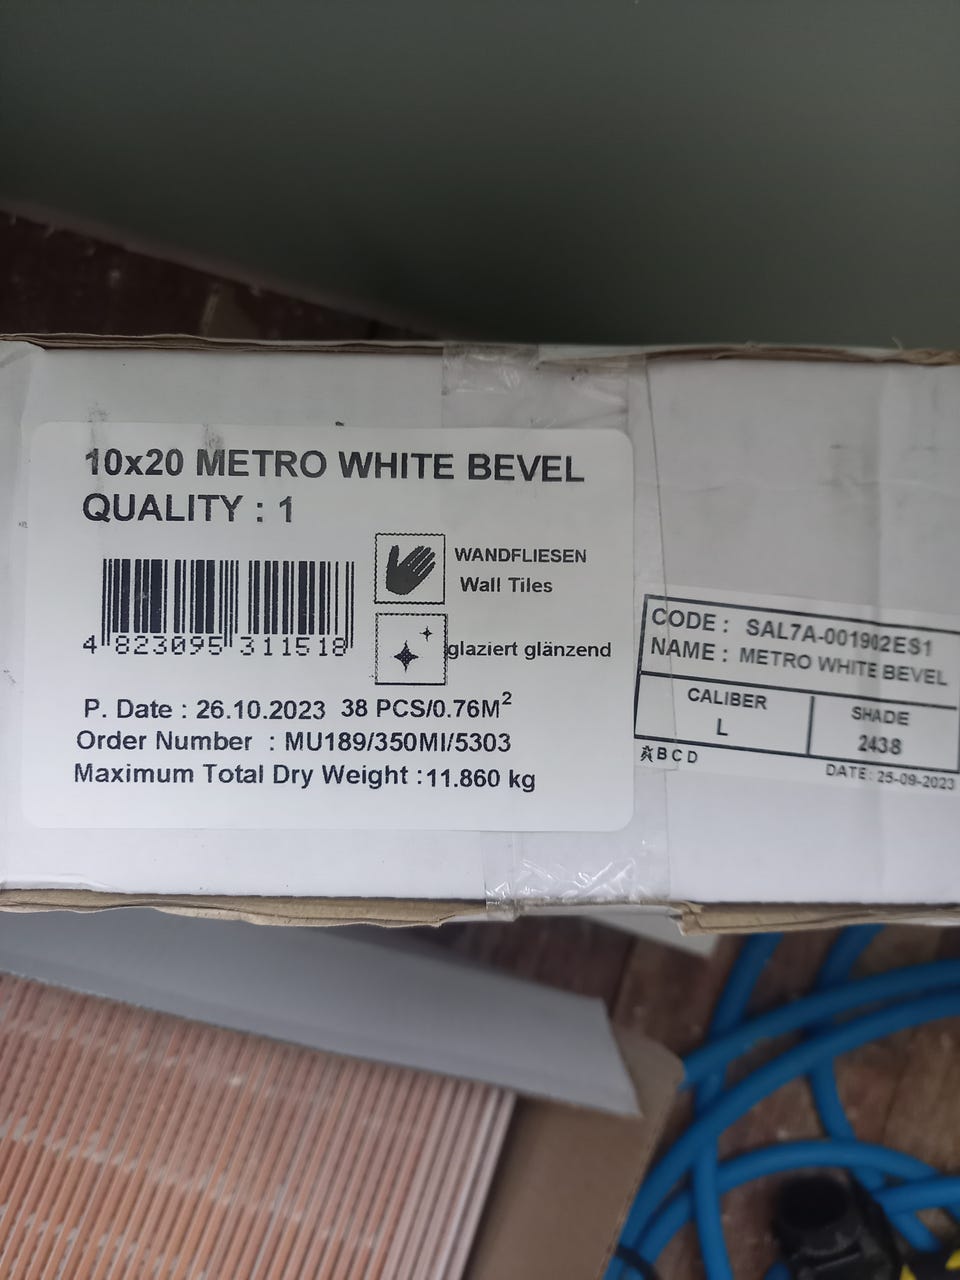 10x20 METRO WHITE BEVEL
QUALITY : 1
WANDFLIESEN
Wall Tiles
4 823095 311518
glaziert glänzend
P. Date : 26.10.2023 38 PCS/0.76M²
Order Number : MU189/350MI/5303
Maximum Total Dry Weight :11.860 kg
CODE : SAL7A-001902ES1
NAME : METRO WHITE BEVEL
CALIBER
L
SHADE
2438
A B C D
DATE: 25-09-2023